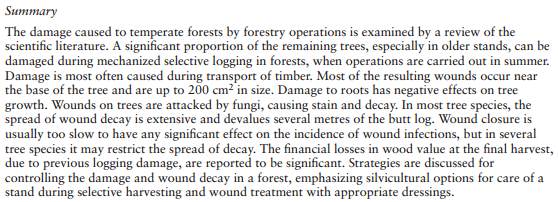 Summary
The damage caused to temperate forests by forestry operations is examined by a review of the
scientific literature. A significant proportion of the remaining trees, especially in older stands, can be
damaged during mechanized selective logging in forests, when operations are carried out in summer.
Damage is most often caused during transport of timber. Most of the resulting wounds occur near
the base of the tree and are up to 200 cm² in size. Damage to roots has negative effects on tree
growth. Wounds on trees are attacked by fungi, causing stain and decay. In most tree species, the
spread of wound decay is extensive and devalues several metres of the butt log. Wound closure is
usually too slow to have any significant effect on the incidence of wound infections, but in several
tree species it may restrict the spread of decay. The financial losses in wood value at the final harvest,
due to previous logging damage, are reported to be significant. Strategies are discussed for
controlling the damage and wound decay in a forest, emphasizing silvicultural options for care of a
stand during selective harvesting and wound treatment with appropriate dressings.